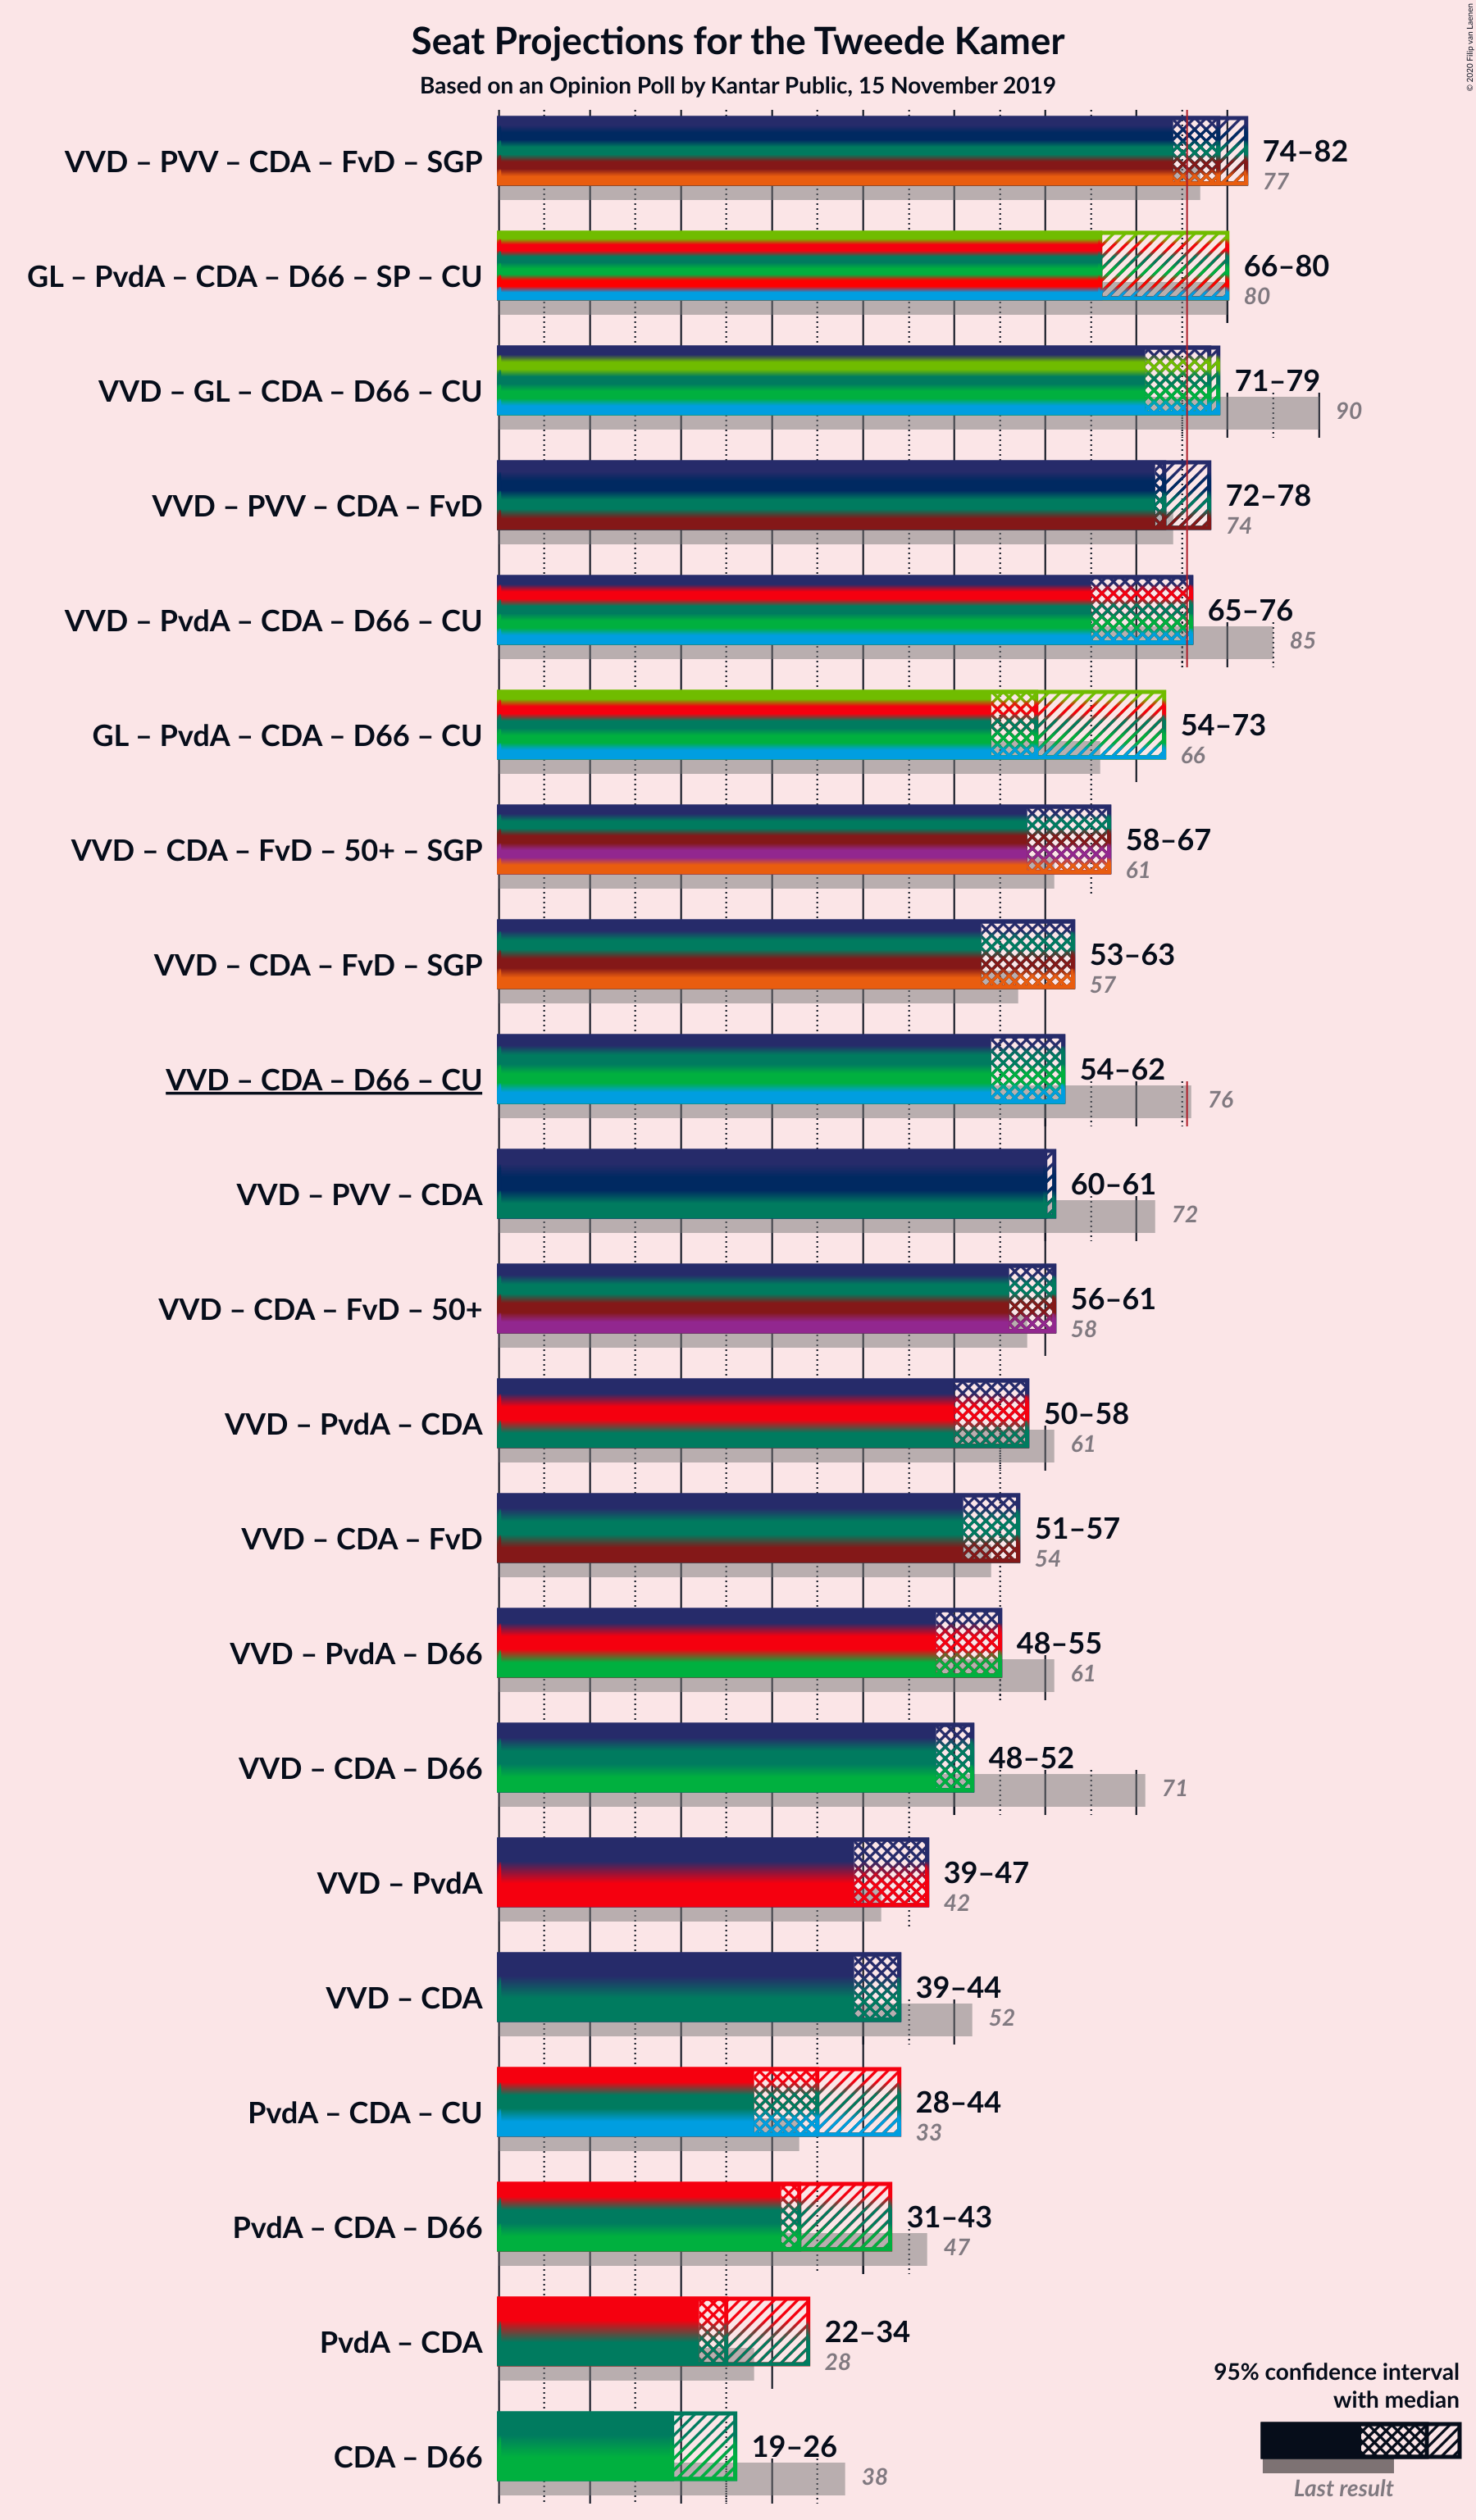 Seat Projections for the Tweede Kamer
Based on an Opinion Poll by Kantar Public, 15 November 2019
© 2020 Filip van Laenen
VVD – PVV – CDA – FvD – SGP
74–82
77
GL – PvdA – CDA – D66 – SP – CU
66–80
80
VVD – GL – CDA – D66 – CU
71–79
90
VVD – PVV – CDA – FvD
72–78
74
VVD – PvdA – CDA – D66 – CU
65–76
85
GL – PvdA – CDA – D66 – CU
54–73
66
VVD – CDA – FvD – 50+ – SGP
58–67
61
VVD – CDA – FvD – SGP
53–63
57
VVD – CDA – D66 – CU
54–62
76
VVD – PVV – CDA
60–61
72
VVD – CDA – FvD – 50+
56–61
58
VVD – PvdA – CDA
50–58
61
VVD – CDA – FvD
51–57
54
VVD – PvdA – D66
48–55
61
VVD – CDA – D66
48–52
71
VVD – PvdA
39–47
42
VVD – CDA
39–44
52
PvdA – CDA – CU
28–44
33
PvdA – CDA – D66
31–43
47
PvdA – CDA
22–34
28
CDA – D66
19–26
38
95% confidence interval
with median
Last result